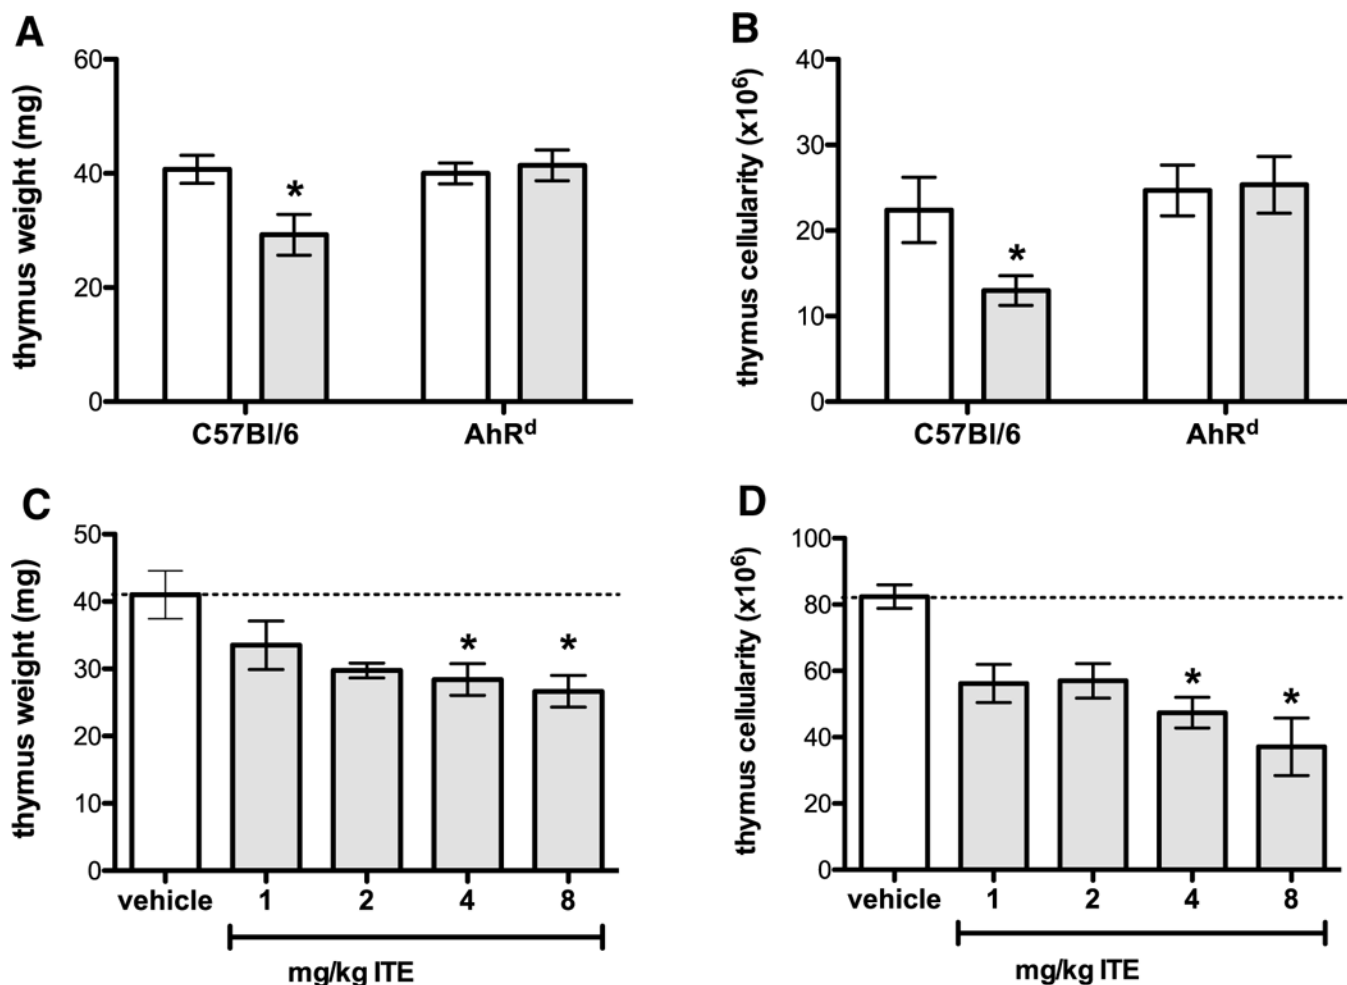 A
thymus weight (mg)
60
40
20
0
*
C57Bl/6
AhRᵈ
B
thymus cellularity (x10⁶)
40
30
20
10
0
*
C57Bl/6
AhRᵈ
C
thymus weight (mg)
50
40
30
20
10
0
* *
vehicle 1 2 4 8
mg/kg ITE
D
thymus cellularity (x10⁶)
100
80
60
40
20
0
*
*
vehicle 1 2 4 8
mg/kg ITE